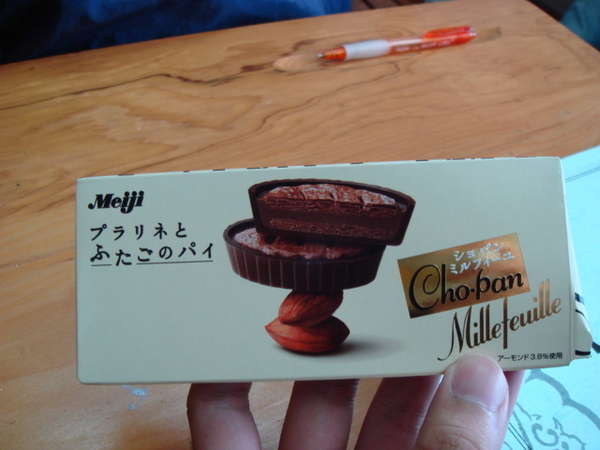 Meiji
プラリネと
ふたごのパイ
ショパン
ミルフィーユ
Cho・pan
Millefeuille
アーモンド3.8%使用